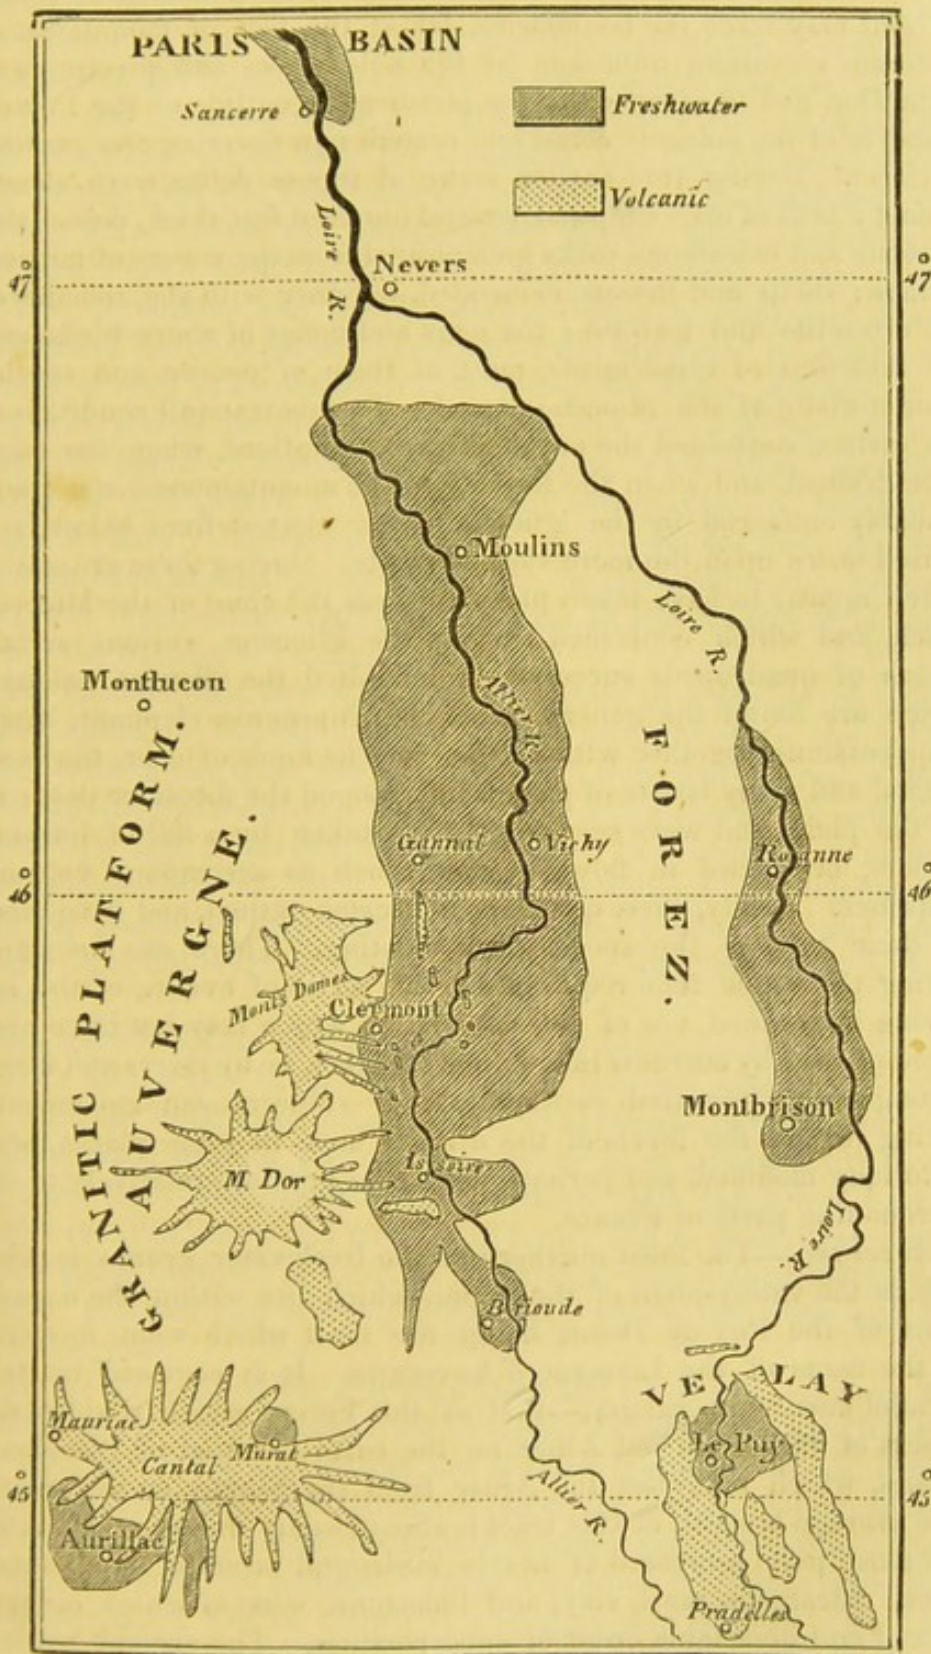 PARIS BASIN
Sancerre
Freshwater
Volcanic
Loire R.
Nevers
47°
47°
Moulins
Loire R.
Montlucon
Allier R.
FOREZ.
GRANITIC PLATFORM.
AUVERGNE.
Gannat
Vichy
Roanne
46°
46°
Monts Domes
Clermont
Montbrison
M. Dor
Issoire
Loire R.
Brioude
VELAY
Mauriac
Murat
Cantal
Le Puy
Allier R.
45°
45°
Aurillac
Pradelles